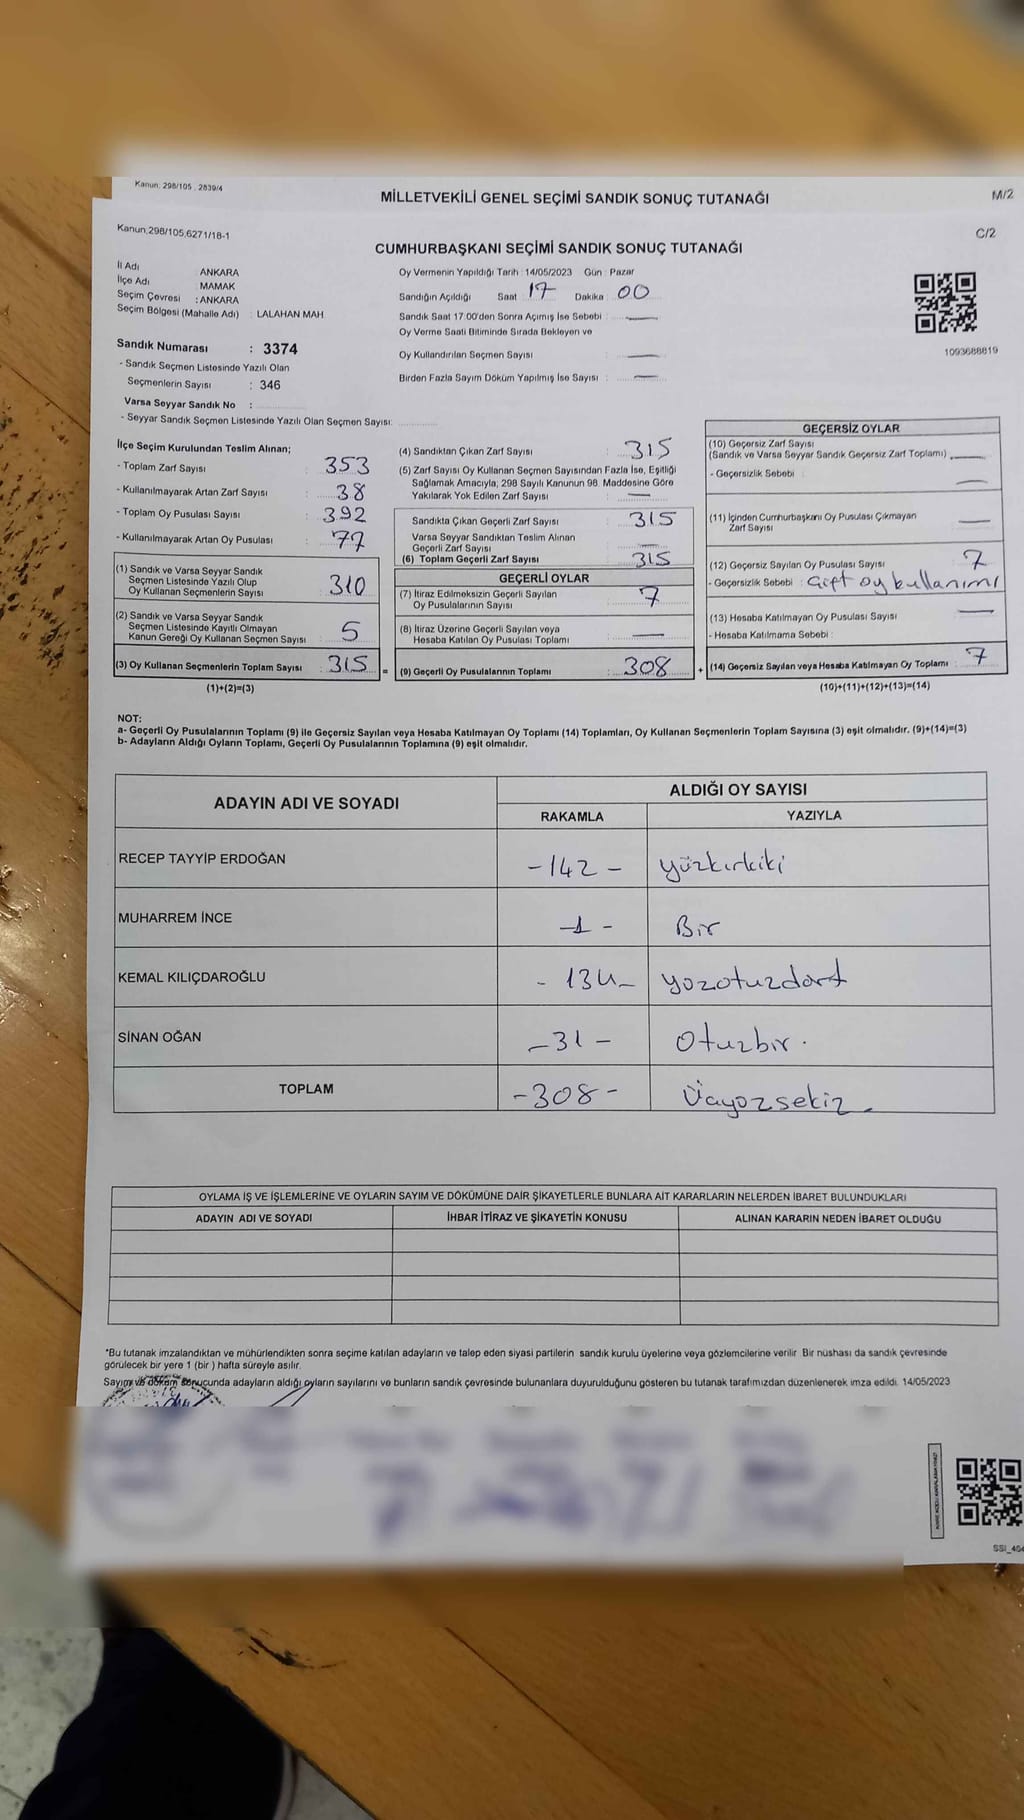 Kanun: 298/105 , 2839/4
MİLLETVEKİLİ GENEL SEÇİMİ SANDIK SONUÇ TUTANAĞI
M/2
Kanun,298/105,6271/18-1
C/2
CUMHURBAŞKANI SEÇİMİ SANDIK SONUÇ TUTANAĞI
İl Adı ANKARA
İlçe Adı MAMAK
Seçim Çevresi : ANKARA
Seçim Bölgesi (Mahalle Adı) : LALAHAN MAH
Sandık Numarası : 3374
- Sandık Seçmen Listesinde Yazılı Olan
Seçmenlerin Sayısı : 346
Varsa Seyyar Sandık No :
- Seyyar Sandık Seçmen Listesinde Yazılı Olan Seçmen Sayısı:
Oy Vermenin Yapıldığı Tarih : 14/05/2023 Gün : Pazar
Sandığın Açıldığı Saat 17 Dakika 00
Sandık Saat 17:00'den Sonra Açımış İse Sebebi : —
Oy Verme Saati Bitiminde Sırada Bekleyen ve
Oy Kullandırılan Seçmen Sayısı : —
Birden Fazla Sayım Döküm Yapılmış İse Sayısı : —
1093688819
İlçe Seçim Kurulundan Teslim Alınan;
- Toplam Zarf Sayısı : 353
- Kullanılmayarak Artan Zarf Sayısı : 38
- Toplam Oy Pusulası Sayısı : 392
- Kullanılmayarak Artan Oy Pusulası : 77
(1) Sandık ve Varsa Seyyar Sandık
Seçmen Listesinde Yazılı Olup
Oy Kullanan Seçmenlerin Sayısı 310
(2) Sandık ve Varsa Seyyar Sandık
Seçmen Listesinde Kayıtlı Olmayan
Kanun Gereği Oy Kullanan Seçmen Sayısı 5
(3) Oy Kullanan Seçmenlerin Toplam Sayısı : 315 =
(1)+(2)=(3)
(4) Sandıktan Çıkan Zarf Sayısı : 315
(5) Zarf Sayısı Oy Kullanan Seçmen Sayısından Fazla İse, Eşitliği
Sağlamak Amacıyla; 298 Sayılı Kanunun 98. Maddesine Göre
Yakılarak Yok Edilen Zarf Sayısı : —
Sandıkta Çıkan Geçerli Zarf Sayısı : 315
Varsa Seyyar Sandıktan Teslim Alınan
Geçerli Zarf Sayısı : —
(6) Toplam Geçerli Zarf Sayısı : 315
GEÇERLİ OYLAR
(7) İtiraz Edilmeksizin Geçerli Sayılan
Oy Pusulalarının Sayısı : 7
(8) İtiraz Üzerine Geçerli Sayılan veya
Hesaba Katılan Oy Pusulası Toplamı : —
(9) Geçerli Oy Pusulalarının Toplamı : 308 +
GEÇERSİZ OYLAR
(10) Geçersiz Zarf Sayısı
(Sandık ve Varsa Seyyar Sandık Geçersiz Zarf Toplamı) —
- Geçersizlik Sebebi : —
(11) İçinden Cumhurbaşkanı Oy Pusulası Çıkmayan
Zarf Sayısı —
(12) Geçersiz Sayılan Oy Pusulası Sayısı : 7
- Geçersizlik Sebebi : Çift oy kullanımı
(13) Hesaba Katılmayan Oy Pusulası Sayısı —
- Hesaba Katılmama Sebebi :
(14) Geçersiz Sayılan veya Hesaba Katılmayan Oy Toplamı : 7
(10)+(11)+(12)+(13)=(14)
NOT:
a- Geçerli Oy Pusulalarının Toplamı (9) ile Geçersiz Sayılan veya Hesaba Katılmayan Oy Toplamı (14) Toplamları, Oy Kullanan Seçmenlerin Toplam Sayısına (3) eşit olmalıdır. (9)+(14)=(3)
b- Adayların Aldığı Oyların Toplamı, Geçerli Oy Pusulalarının Toplamına (9) eşit olmalıdır.
ADAYIN ADI VE SOYADI
ALDIĞI OY SAYISI
RAKAMLA YAZIYLA
RECEP TAYYİP ERDOĞAN -142- yüzkırkiki
MUHARREM İNCE -1- Bir
KEMAL KILIÇDAROĞLU -134- yozotuzdört
SİNAN OĞAN -31- Otuzbir.
TOPLAM -308- Üçyozsekiz.
OYLAMA İŞ VE İŞLEMLERİNE VE OYLARIN SAYIM VE DÖKÜMÜNE DAİR ŞİKAYETLERLE BUNLARA AİT KARARLARIN NELERDEN İBARET BULUNDUKLARI
ADAYIN ADI VE SOYADI İHBAR İTİRAZ VE ŞİKAYETİN KONUSU ALINAN KARARIN NEDEN İBARET OLDUĞU
*Bu tutanak imzalandıktan ve mühürlendikten sonra seçime katılan adayların ve talep eden siyasi partilerin sandık kurulu üyelerine veya gözlemcilerine verilir. Bir nüshası da sandık çevresinde
görülecek bir yere 1 (bir ) hafta süreyle asılır.
Sayım ve döküm sonucunda adayların aldığı oyların sayılarını ve bunların sandık çevresinde bulunanlara duyurulduğunu gösteren bu tutanak tarafımızdan düzenlenerek imza edildi. 14/05/2023